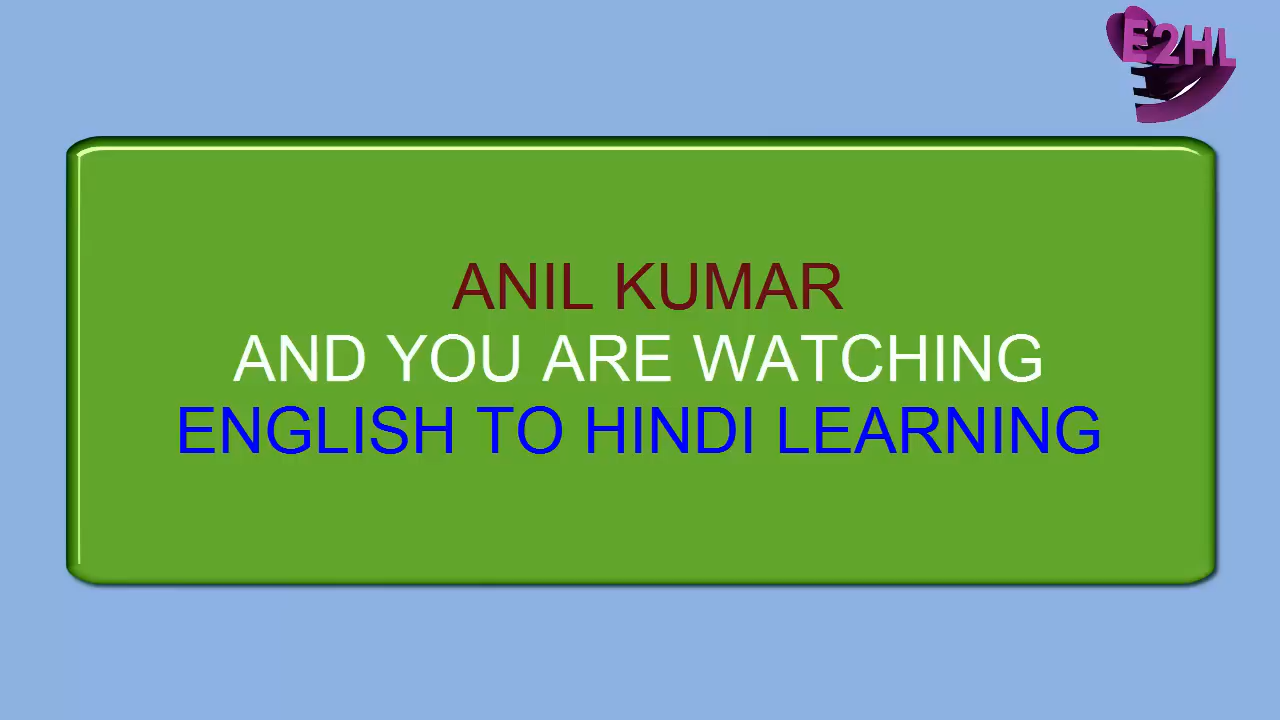 E2HL
ANIL KUMAR
AND YOU ARE WATCHING
ENGLISH TO HINDI LEARNING